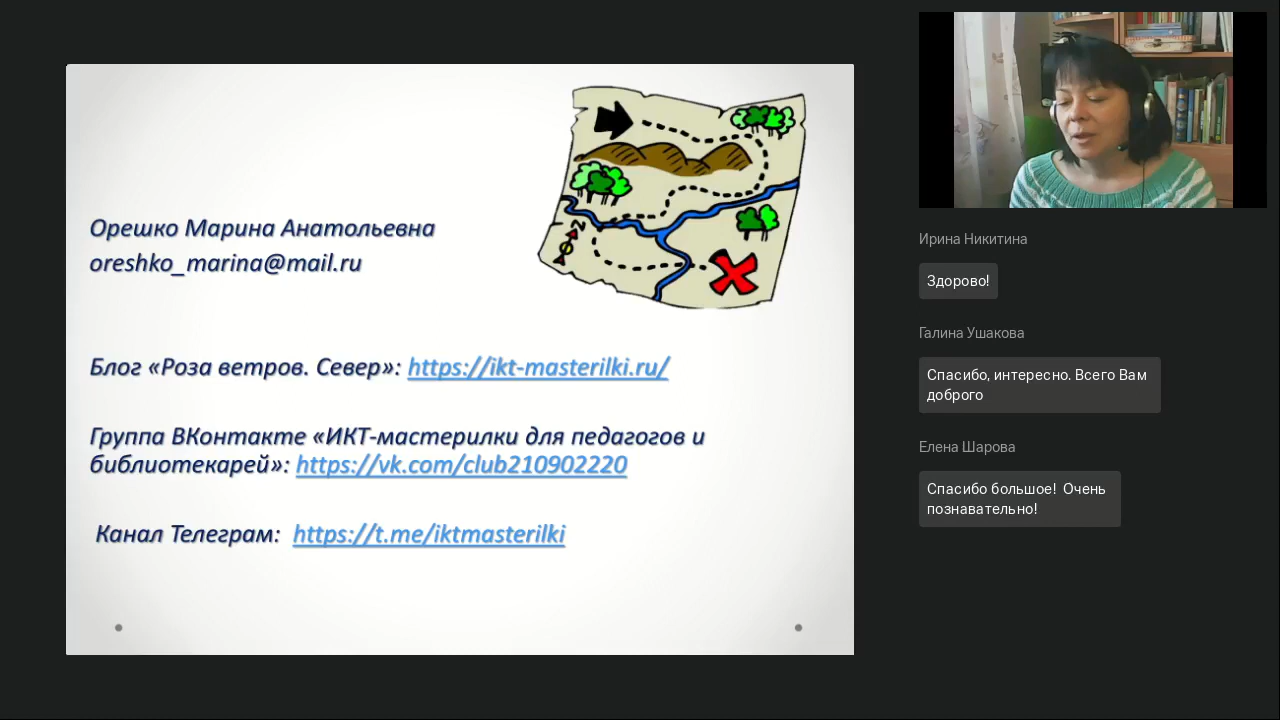 Орешко Марина Анатольевна
oreshko_marina@mail.ru
Блог «Роза ветров. Север»: https://ikt-masterilki.ru/
Группа ВКонтакте «ИКТ-мастерилки для педагогов и
библиотекарей»: https://vk.com/club210902220
Канал Телеграм: https://t.me/iktmasterilki
N
Ирина Никитина
Здорово!
Галина Ушакова
Спасибо, интересно. Всего Вам
доброго
Елена Шарова
Спасибо большое! Очень
познавательно!